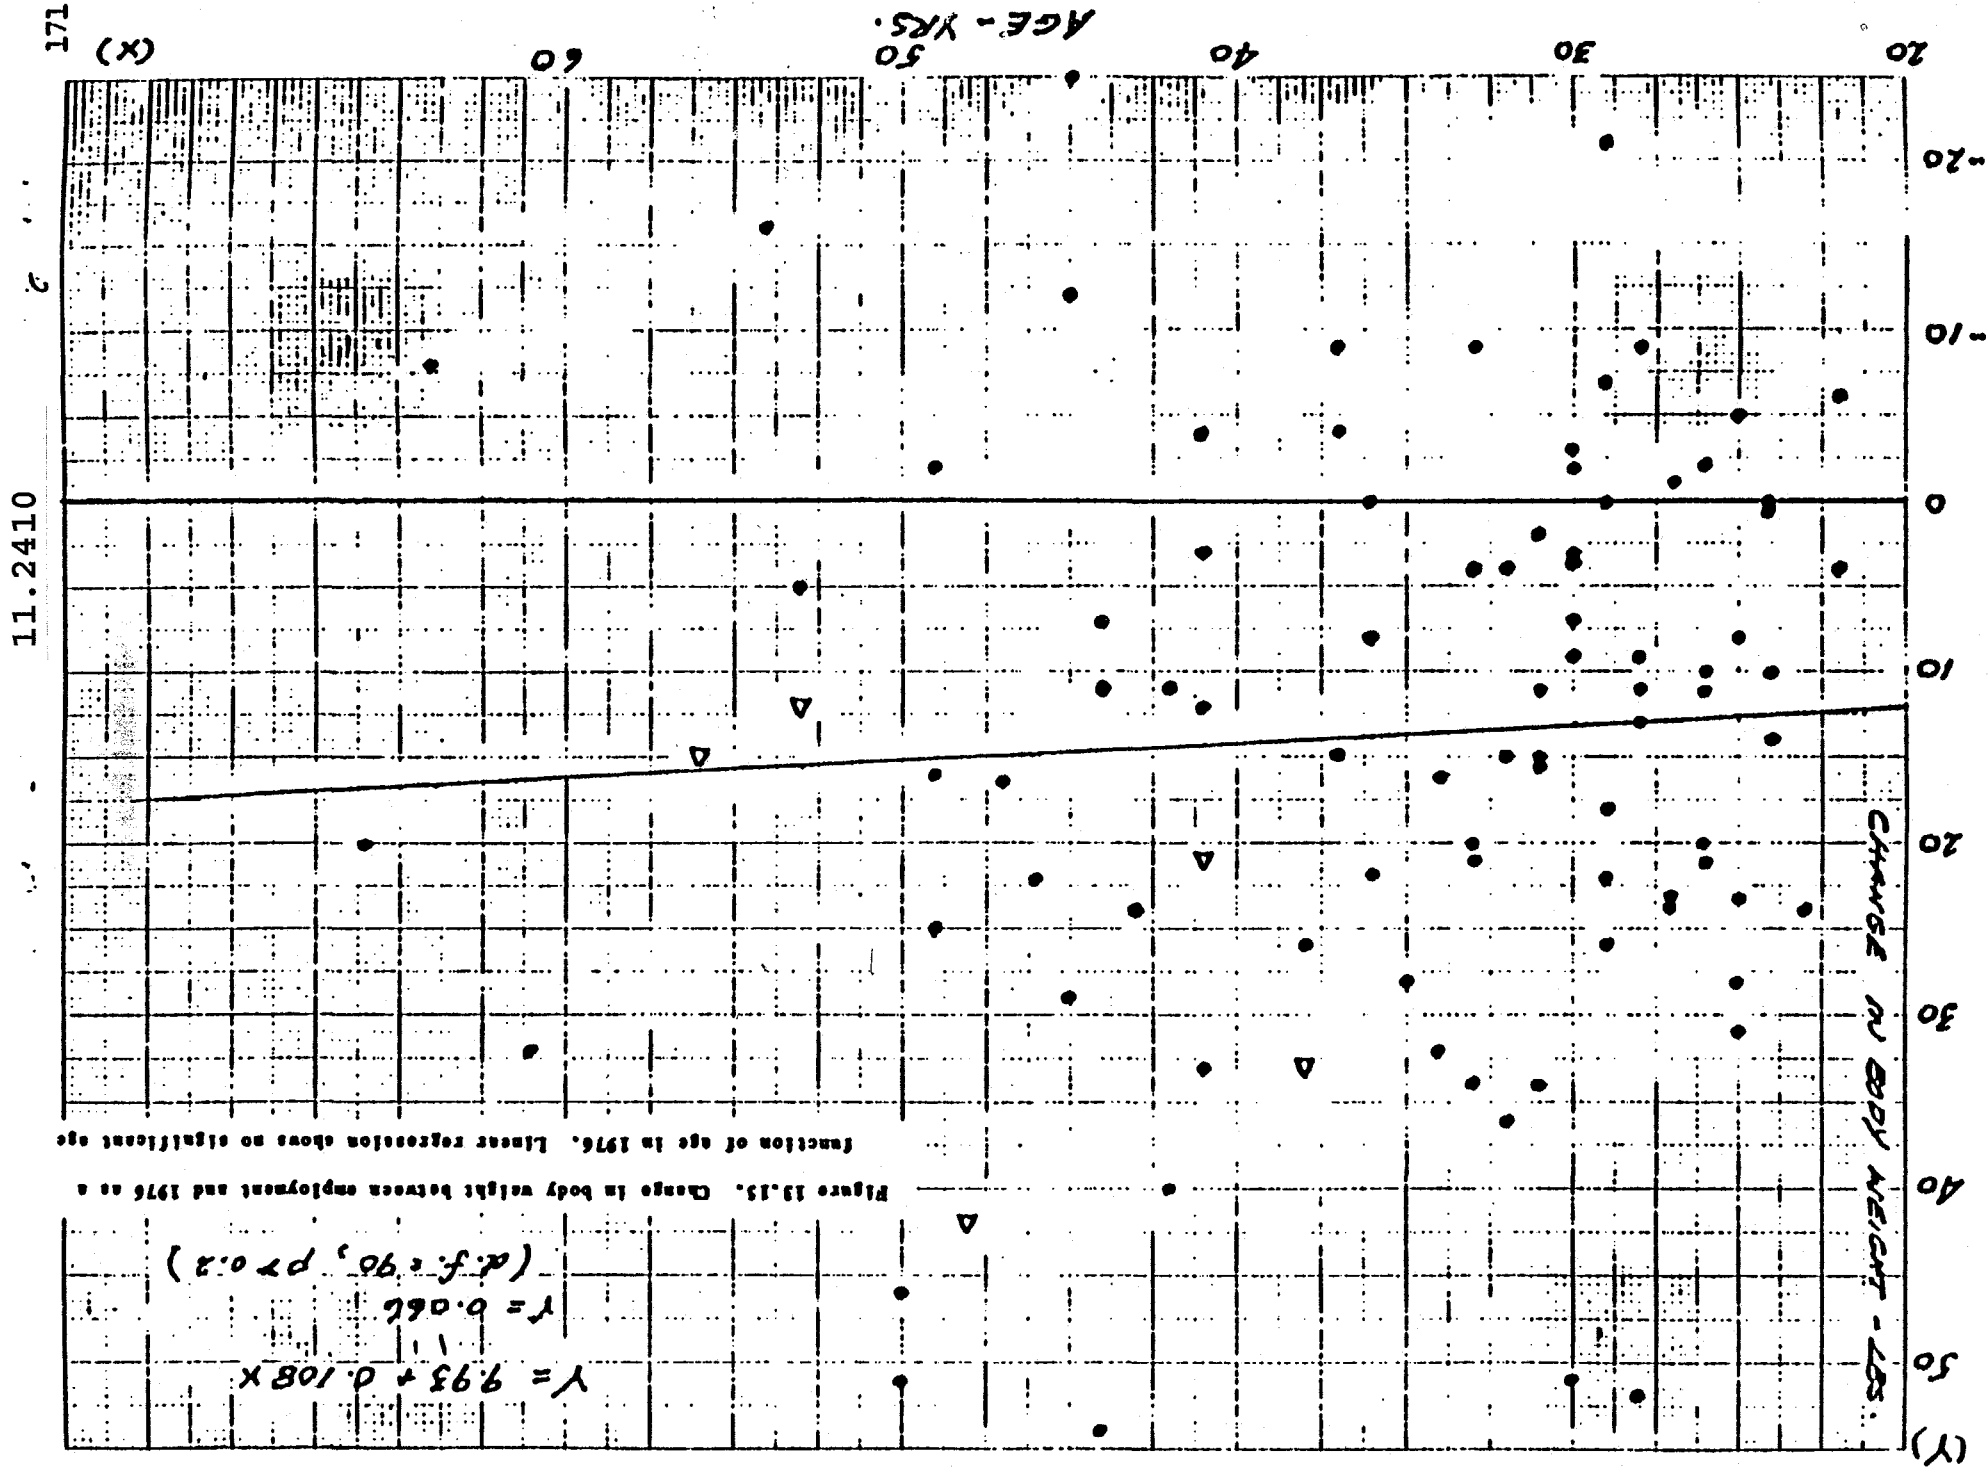 (Y)
Y = 9.93 + 0.108X
r = 0.066
(d.f. = 90, p > 0.2)
Figure 13.15. Change in body weight between employment and 1976 as a
function of age in 1976. Linear regression shows no significant age
CHANGE IN BODY WEIGHT - LBS.
50
40
30
20
10
0
-10
-20
20
30
40
50
60
(X)
AGE - YRS.
11.2410
171